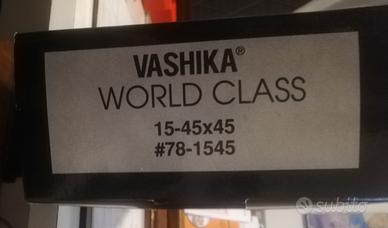 VASHIKA®
WORLD CLASS
15-45x45
#78-1545
subito